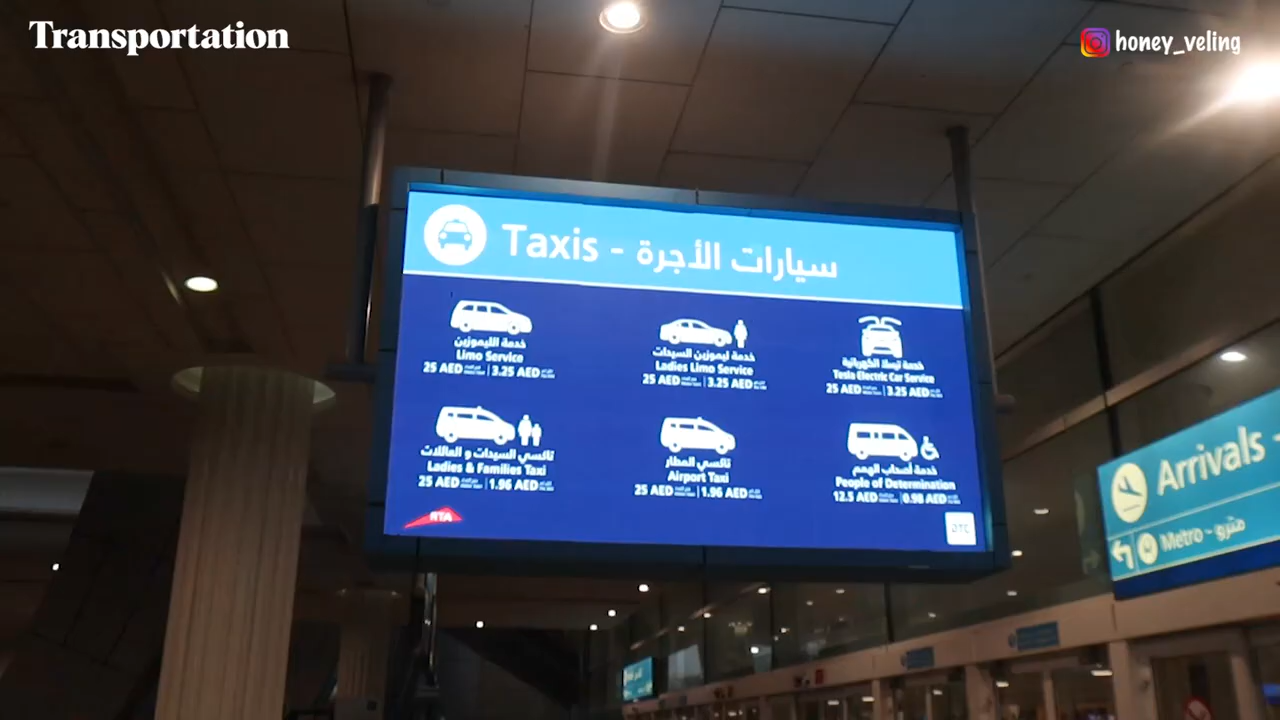 Transportation
honey_veling
Taxis - سيارات الأجرة
خدمة الليموزين
Limo Service
25 AED | 3.25 AED
خدمة ليموزين السيدات
Ladies Limo Service
25 AED | 3.25 AED
خدمة تيسلا الكهربائية
Tesla Electric Car Service
25 AED | 3.25 AED
تاكسي السيدات و العائلات
Ladies & Families Taxi
25 AED | 1.96 AED
تاكسي المطار
Airport Taxi
25 AED | 1.96 AED
خدمة أصحاب الهمم
People of Determination
12.5 AED | 0.98 AED
RTA
DTC
Arrivals -
Metro - مترو